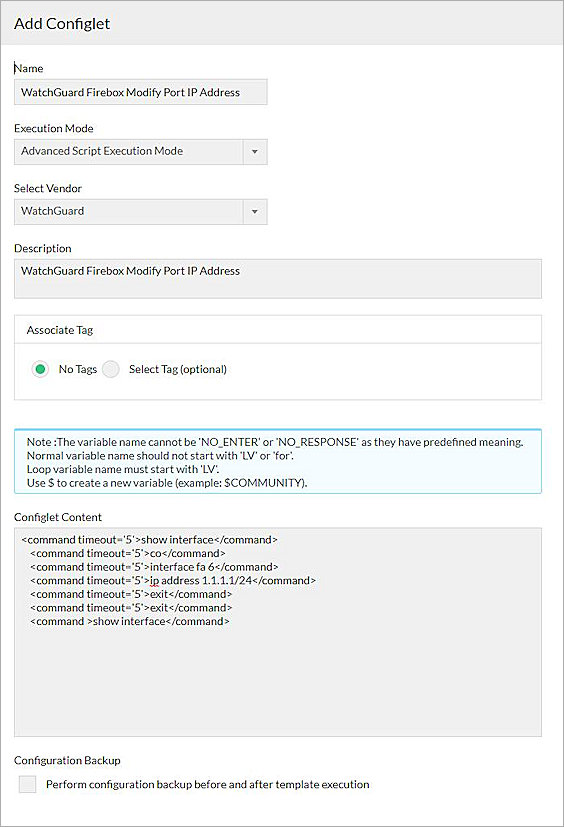 Add Configlet
Name
WatchGuard Firebox Modify Port IP Address
Execution Mode
Advanced Script Execution Mode
Select Vendor
WatchGuard
Description
WatchGuard Firebox Modify Port IP Address
Associate Tag
No Tags Select Tag (optional)
Note :The variable name cannot be 'NO_ENTER' or 'NO_RESPONSE' as they have predefined meaning.
Normal variable name should not start with 'LV' or 'for'.
Loop variable name must start with 'LV'.
Use $ to create a new variable (example: $COMMUNITY).
Configlet Content
<command timeout='5'>show interface</command>
<command timeout='5'>co</command>
<command timeout='5'>interface fa 6</command>
<command timeout='5'>ip address 1.1.1.1/24</command>
<command timeout='5'>exit</command>
<command timeout='5'>exit</command>
<command >show interface</command>
Configuration Backup
Perform configuration backup before and after template execution